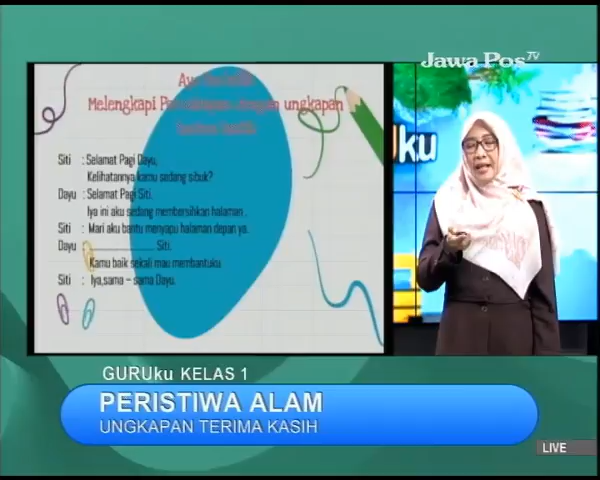 Jawa Pos TV
Melengkapi Percakapan dengan ungkapan
Siti : Selamat Pagi Dayu,
Kelihatannya kamu sedang sibuk?
Dayu : Selamat Pagi Siti.
Iya ini aku sedang membersihkan halaman .
Siti : Mari aku bantu menyapu halaman depan ya.
Dayu Siti.
Kamu baik sekali mau membantuku
Siti : Iya,sama – sama Dayu.
ku
GURUku KELAS 1
PERISTIWA ALAM
UNGKAPAN TERIMA KASIH
LIVE